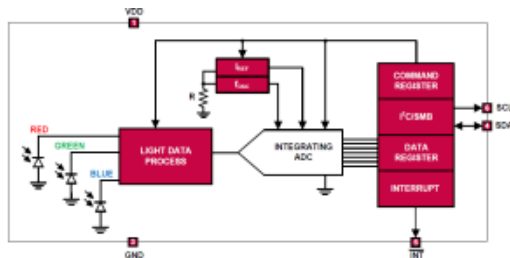 VDD
1
COMMAND
REGISTER
I²C/SMB
DATA
REGISTER
INTERRUPT
IREF
fOSC
R
SCL
SDA
RED
GREEN
BLUE
LIGHT DATA
PROCESS
INTEGRATING
ADC
GND
INT